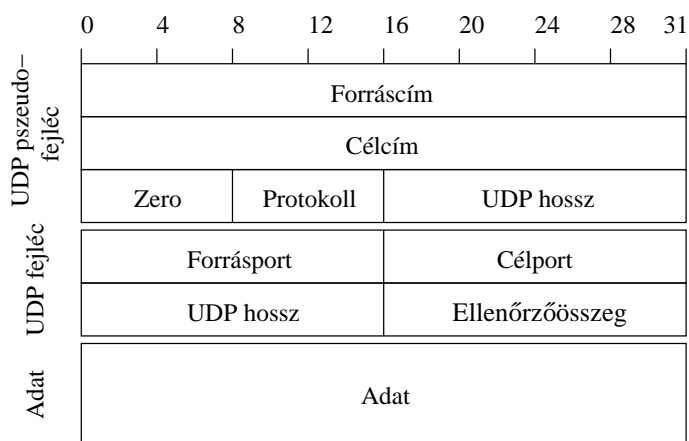 0 4 8 12 16 20 24 28 31
UDP pszeudo–
fejléc
Forráscím
Célcím
Zero Protokoll UDP hossz
UDP fejléc
Forrásport Célport
UDP hossz Ellenőrzőösszeg
Adat
Adat